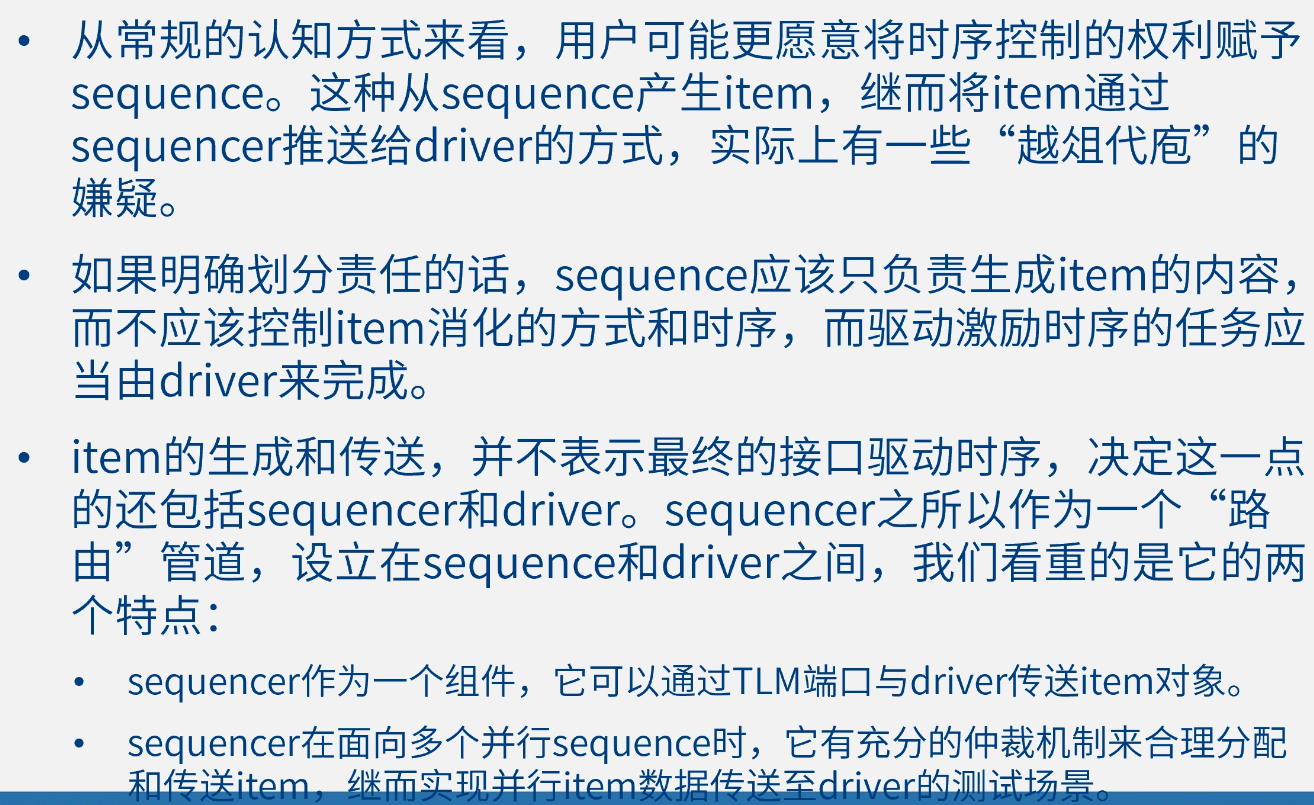 • 从常规的认知方式来看，用户可能更愿意将时序控制的权利赋予
sequence。这种从sequence产生item，继而将item通过
sequencer推送给driver的方式，实际上有一些“越俎代庖”的
嫌疑。
• 如果明确划分责任的话，sequence应该只负责生成item的内容，
而不应该控制item消化的方式和时序，而驱动激励时序的任务应
当由driver来完成。
• item的生成和传送，并不表示最终的接口驱动时序，决定这一点
的还包括sequencer和driver。sequencer之所以作为一个“路
由”管道，设立在sequence和driver之间，我们看重的是它的两
个特点：
• sequencer作为一个组件，它可以通过TLM端口与driver传送item对象。
• sequencer在面向多个并行sequence时，它有充分的仲裁机制来合理分配
和传送item，继而实现并行item数据传送至driver的测试场景。